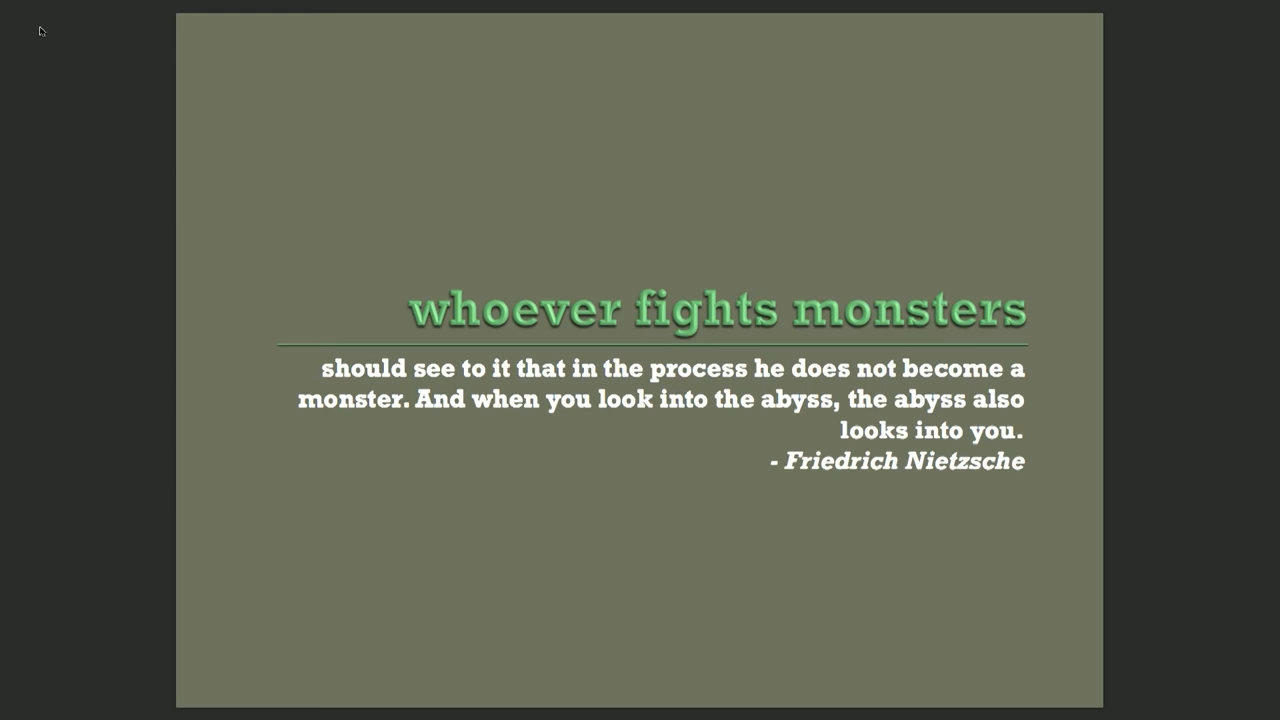 whoever fights monsters
should see to it that in the process he does not become a
monster. And when you look into the abyss, the abyss also
looks into you.
- Friedrich Nietzsche